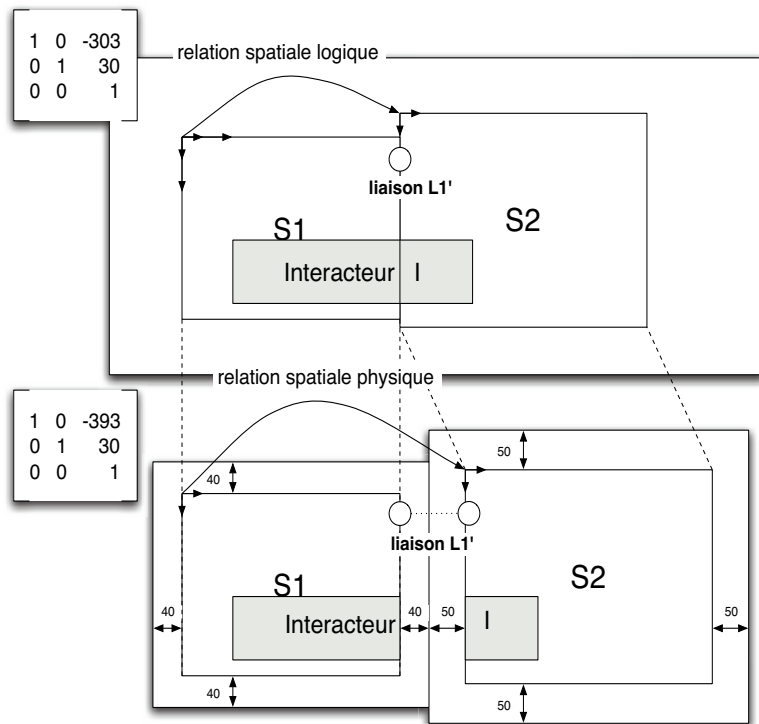 1 0 -303
0 1 30
0 0 1
relation spatiale logique
liaison L1'
S1
S2
Interacteur I
relation spatiale physique
1 0 -393
0 1 30
0 0 1
50
40
liaison L1'
S1
S2
40
Interacteur
40
50
I
50
40
50